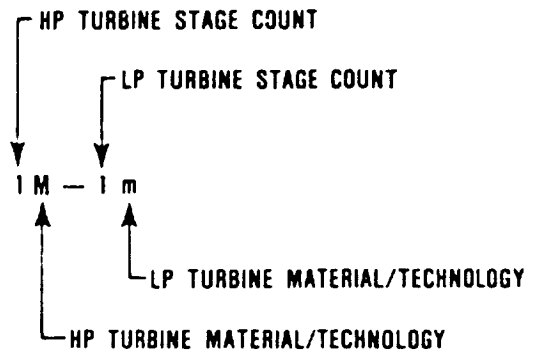 HP TURBINE STAGE COUNT
LP TURBINE STAGE COUNT
1 M — 1 m
LP TURBINE MATERIAL/TECHNOLOGY
HP TURBINE MATERIAL/TECHNOLOGY